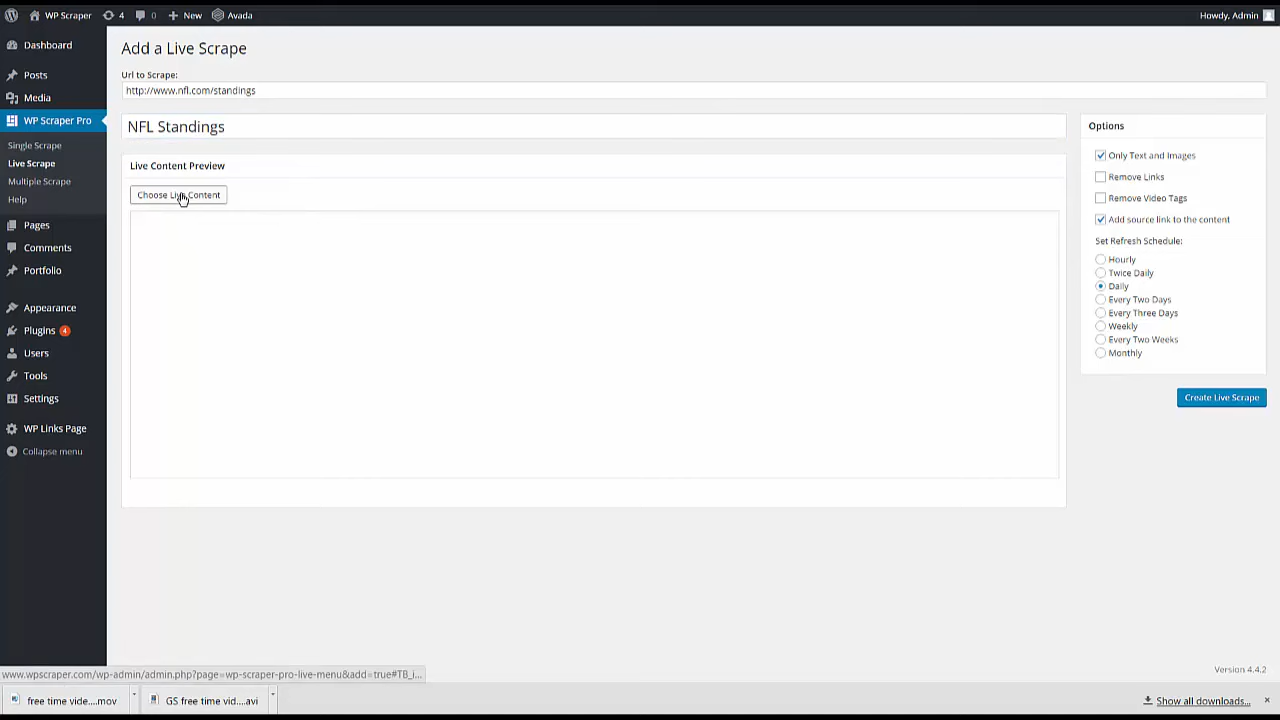 WP Scraper
4
0
New
Avada
Howdy, Admin
Dashboard
Posts
Media
WP Scraper Pro
Single Scrape
Live Scrape
Multiple Scrape
Help
Pages
Comments
Portfolio
Appearance
Plugins 4
Users
Tools
Settings
WP Links Page
Collapse menu
Add a Live Scrape
Url to Scrape:
http://www.nfl.com/standings
NFL Standings
Live Content Preview
Choose Live Content
Options
Only Text and Images
Remove Links
Remove Video Tags
Add source link to the content
Set Refresh Schedule:
Hourly
Twice Daily
Daily
Every Two Days
Every Three Days
Weekly
Every Two Weeks
Monthly
Create Live Scrape
Version 4.4.2
www.wpscraper.com/wp-admin/admin.php?page=wp-scraper-pro-live-menu&add=true#TB_i...
free time vide....mov
GS free time vid....avi
Show all downloads...